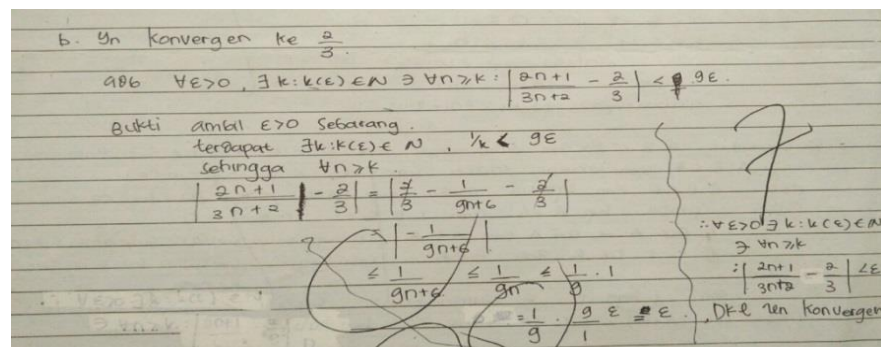 b. Yn konvergen ke 2/3.
adb ∀ε>0, ∃ k:k(ε) ∈ N ∋ ∀n≥k : |2n+1/3n+2 - 2/3| < 9ε.
Bukti ambil ε>0 sebarang.
terdapat ∃k:k(ε) ∈ N, 1/k < 9ε
sehingga ∀n≥k.
|2n+1/3n+2 | - 2/3| = |2/3 - 1/9n+6 - 2/3|
= |-1/9n+6|
≤ 1/9n+6 ≤ 1/9n ≤ 1/9 . 1
= 1/9 . 9/1 ε = ε
∴ ∀ε>0 ∃ k:k(ε) ∈ N
∋ ∀n≥k
: |2n+1/3n+2 - 2/3| < ε
konvergen